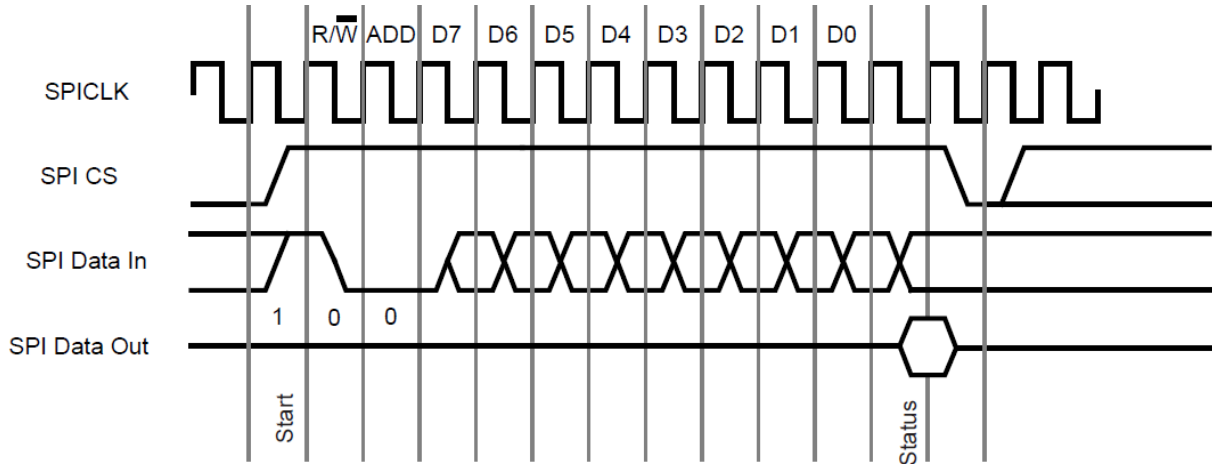 R/W̅ ADD D7 D6 D5 D4 D3 D2 D1 D0
SPICLK
SPI CS
SPI Data In
1 0 0
SPI Data Out
Start
Status